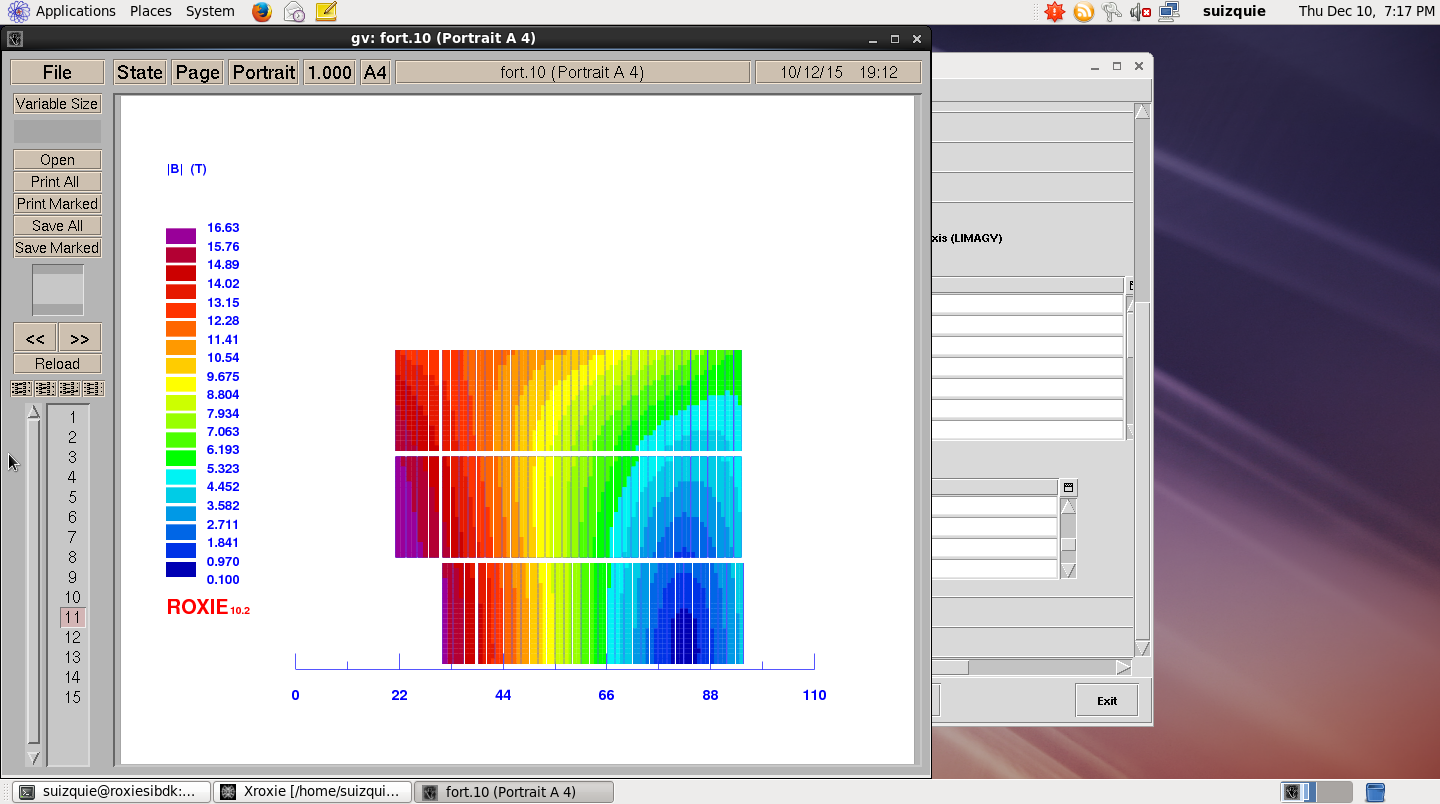 Applications Places System suizquie Thu Dec 10, 7:17 PM
gv: fort.10 (Portrait A 4)
File State Page Portrait 1.000 A4 fort.10 (Portrait A 4) 10/12/15 19:12
Variable Size
Open
Print All
Print Marked
Save All
Save Marked
<< >>
Reload
1
2
3
4
5
6
7
8
9
10
11
12
13
14
15
|B| (T)
16.63
15.76
14.89
14.02
13.15
12.28
11.41
10.54
9.675
8.804
7.934
7.063
6.193
5.323
4.452
3.582
2.711
1.841
0.970
0.100
ROXIE 10.2
0 22 44 66 88 110
xis (LIMAGY)
Exit
suizquie@roxiesibdk:... Xroxie [/home/suizqui... fort.10 (Portrait A 4)